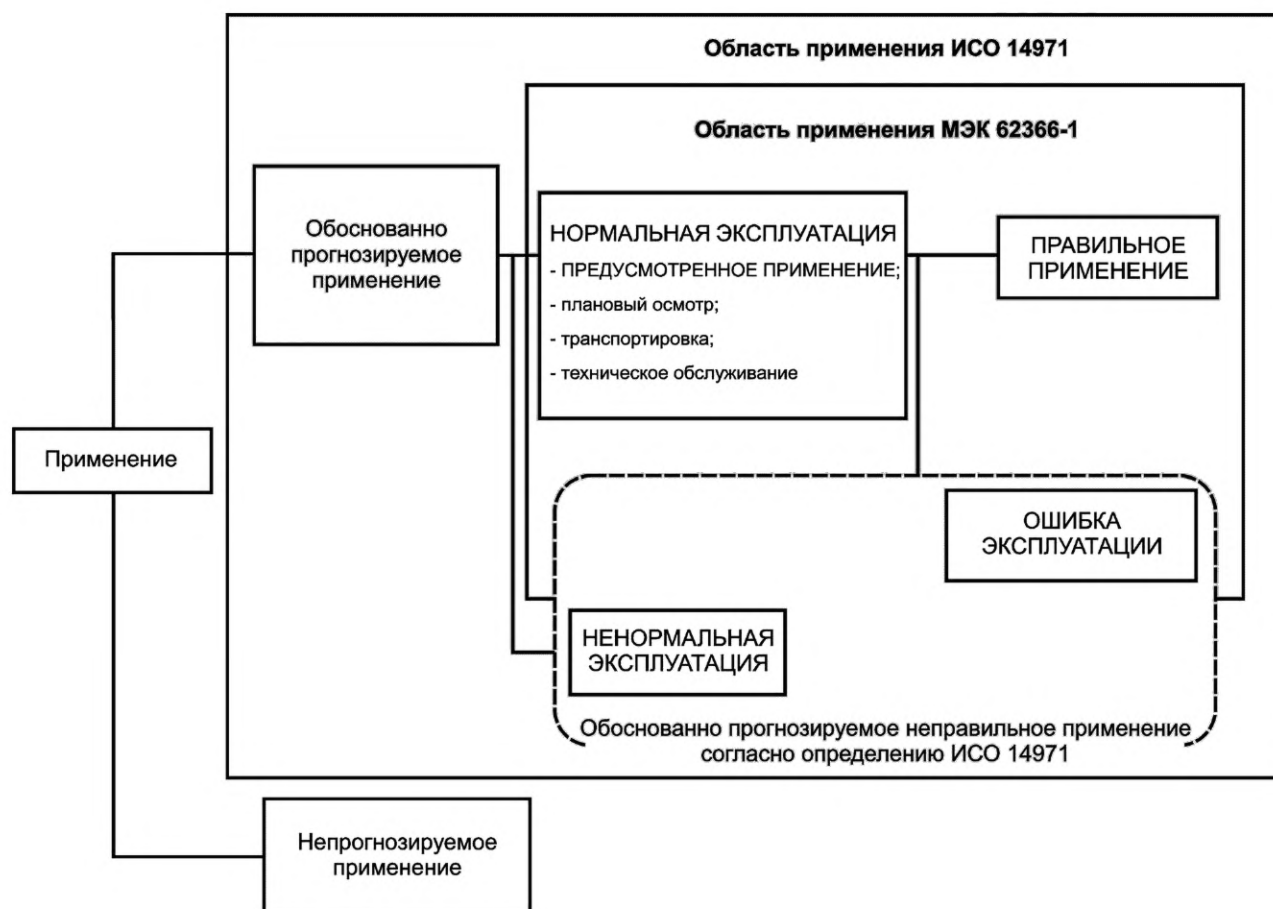 Область применения ИСО 14971
Область применения МЭК 62366-1
Обоснованно
прогнозируемое
применение
НОРМАЛЬНАЯ ЭКСПЛУАТАЦИЯ
- ПРЕДУСМОТРЕННОЕ ПРИМЕНЕНИЕ;
- плановый осмотр;
- транспортировка;
- техническое обслуживание
ПРАВИЛЬНОЕ
ПРИМЕНЕНИЕ
Применение
ОШИБКА
ЭКСПЛУАТАЦИИ
НЕНОРМАЛЬНАЯ
ЭКСПЛУАТАЦИЯ
Обоснованно прогнозируемое неправильное применение
согласно определению ИСО 14971
Непрогнозируемое
применение